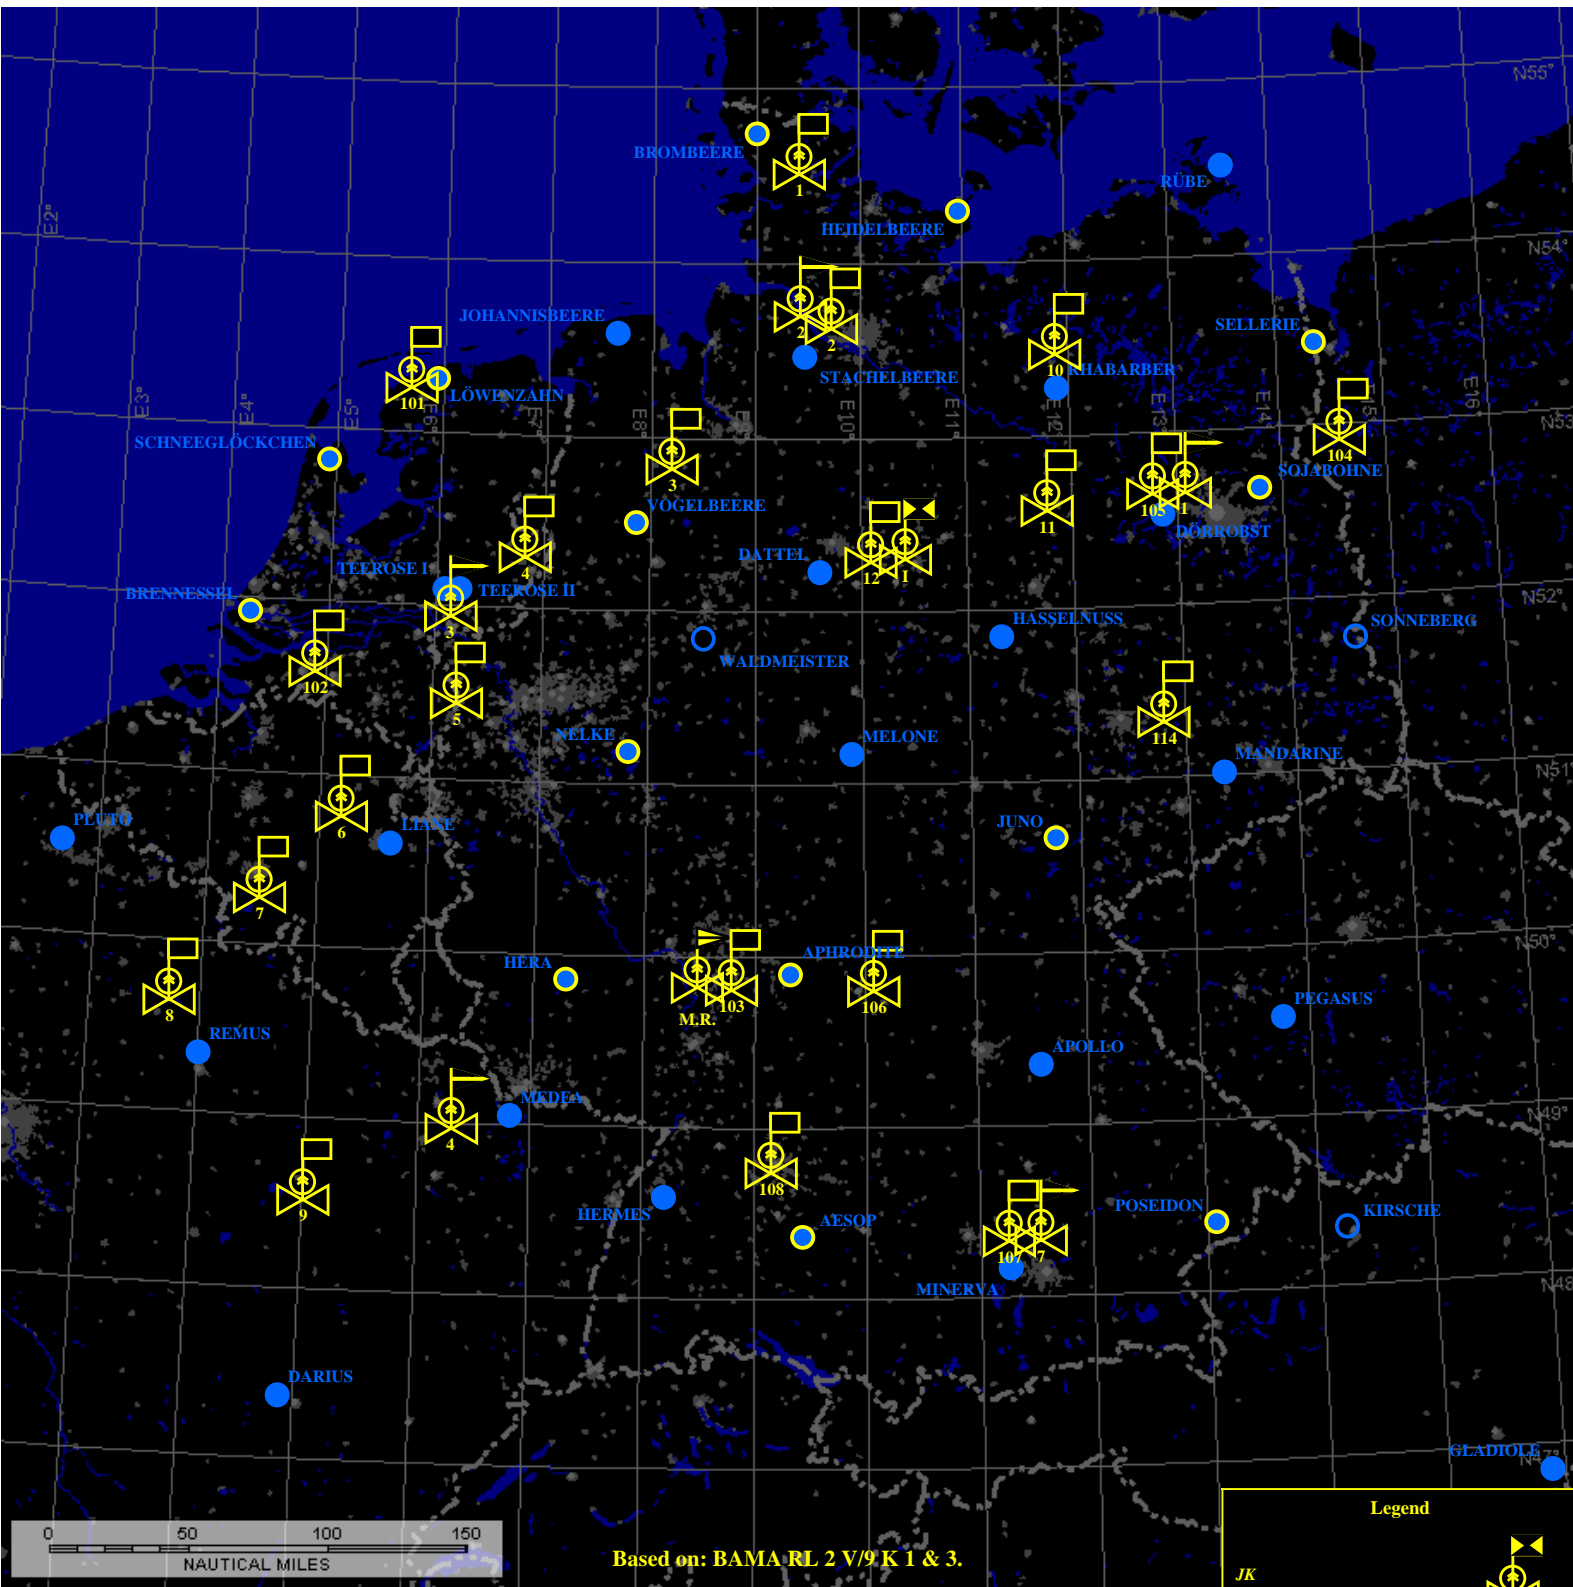 N55°
BROMBEERE
1
RÜBE
E2°
HEIDELBEERE
N54°
JOHANNISBEERE
2
2
SELLERIE
10
STACHELBEERE
RHABARBER
101
LÖWENZAHN
E3°
E4°
E5°
E6°
E7°
E8°
E9°
E10°
E11°
E12°
E13°
E14°
E15°
E16°
N53
SCHNEEGLÖCKCHEN
104
3
SOJABOHNE
VOGELBEERE
11
105
1
DÖRROBST
4
DATTEL
12
I
TEEROSE I
TEEROSE II
BRENNESSEL
N52°
3
HASSELNUSS
SONNEBERG
WALDMEISTER
102
5
NELKE
MELONE
114
MANDARINE
N51°
PLUTO
6
LIANE
JUNO
7
HERA
APHRODITE
N50°
8
1
103
106
M.R.
PEGASUS
REMUS
APOLLO
MEDEA
N49°
4
108
9
HERMES
AESOP
POSEIDON
KIRSCHE
107
7
MINERVA
N48
DARIUS
GLADIOLE
N47°
Legend
0 50 100 150
NAUTICAL MILES
Based on: BAMA RL 2 V/9 K 1 & 3.
JK